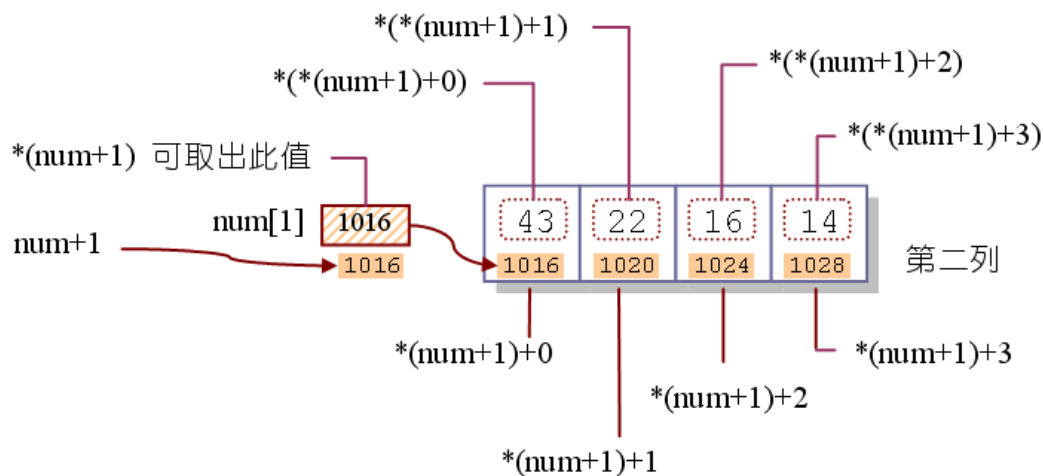 *(*(num+1)+1)
*(*(num+1)+2)
*(*(num+1)+0)
*(*(num+1)+3)
*(num+1) 可取出此值
num[1]
1016
43
22
16
14
num+1
1016
1016
1020
1024
1028
第二列
*(num+1)+0
*(num+1)+3
*(num+1)+2
*(num+1)+1